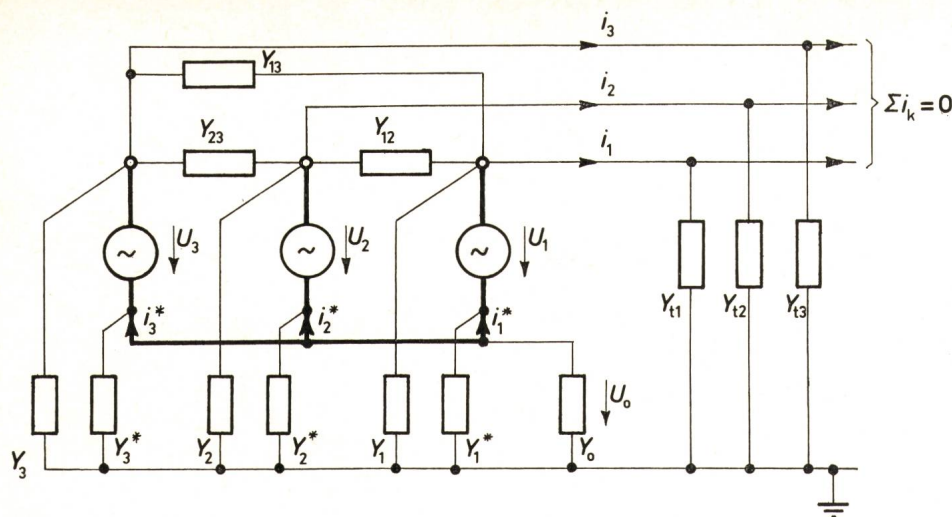 i₃
Y₁₃
i₂
Σiₖ = 0
Y₂₃
Y₁₂
i₁
U₃
U₂
U₁
Yₜ₁
Yₜ₂
Yₜ₃
i₃*
i₂*
i₁*
U₀
Y₃
Y₃*
Y₂
Y₂*
Y₁
Y₁*
Y₀